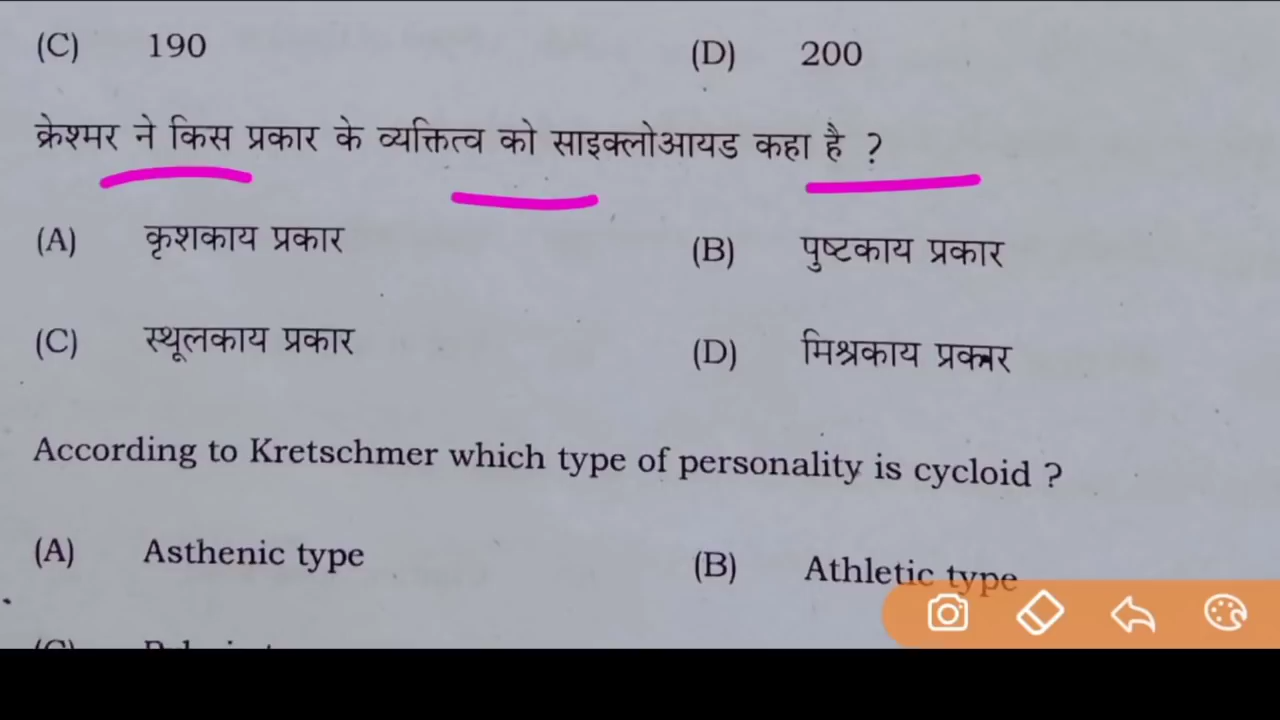 (C) 190 (D) 200
क्रेश्मर ने किस प्रकार के व्यक्तित्व को साइक्लोआयड कहा है ?
(A) कृशकाय प्रकार (B) पुष्टकाय प्रकार
(C) स्थूलकाय प्रकार (D) मिश्रकाय प्रकार
According to Kretschmer which type of personality is cycloid ?
(A) Asthenic type (B) Athletic type